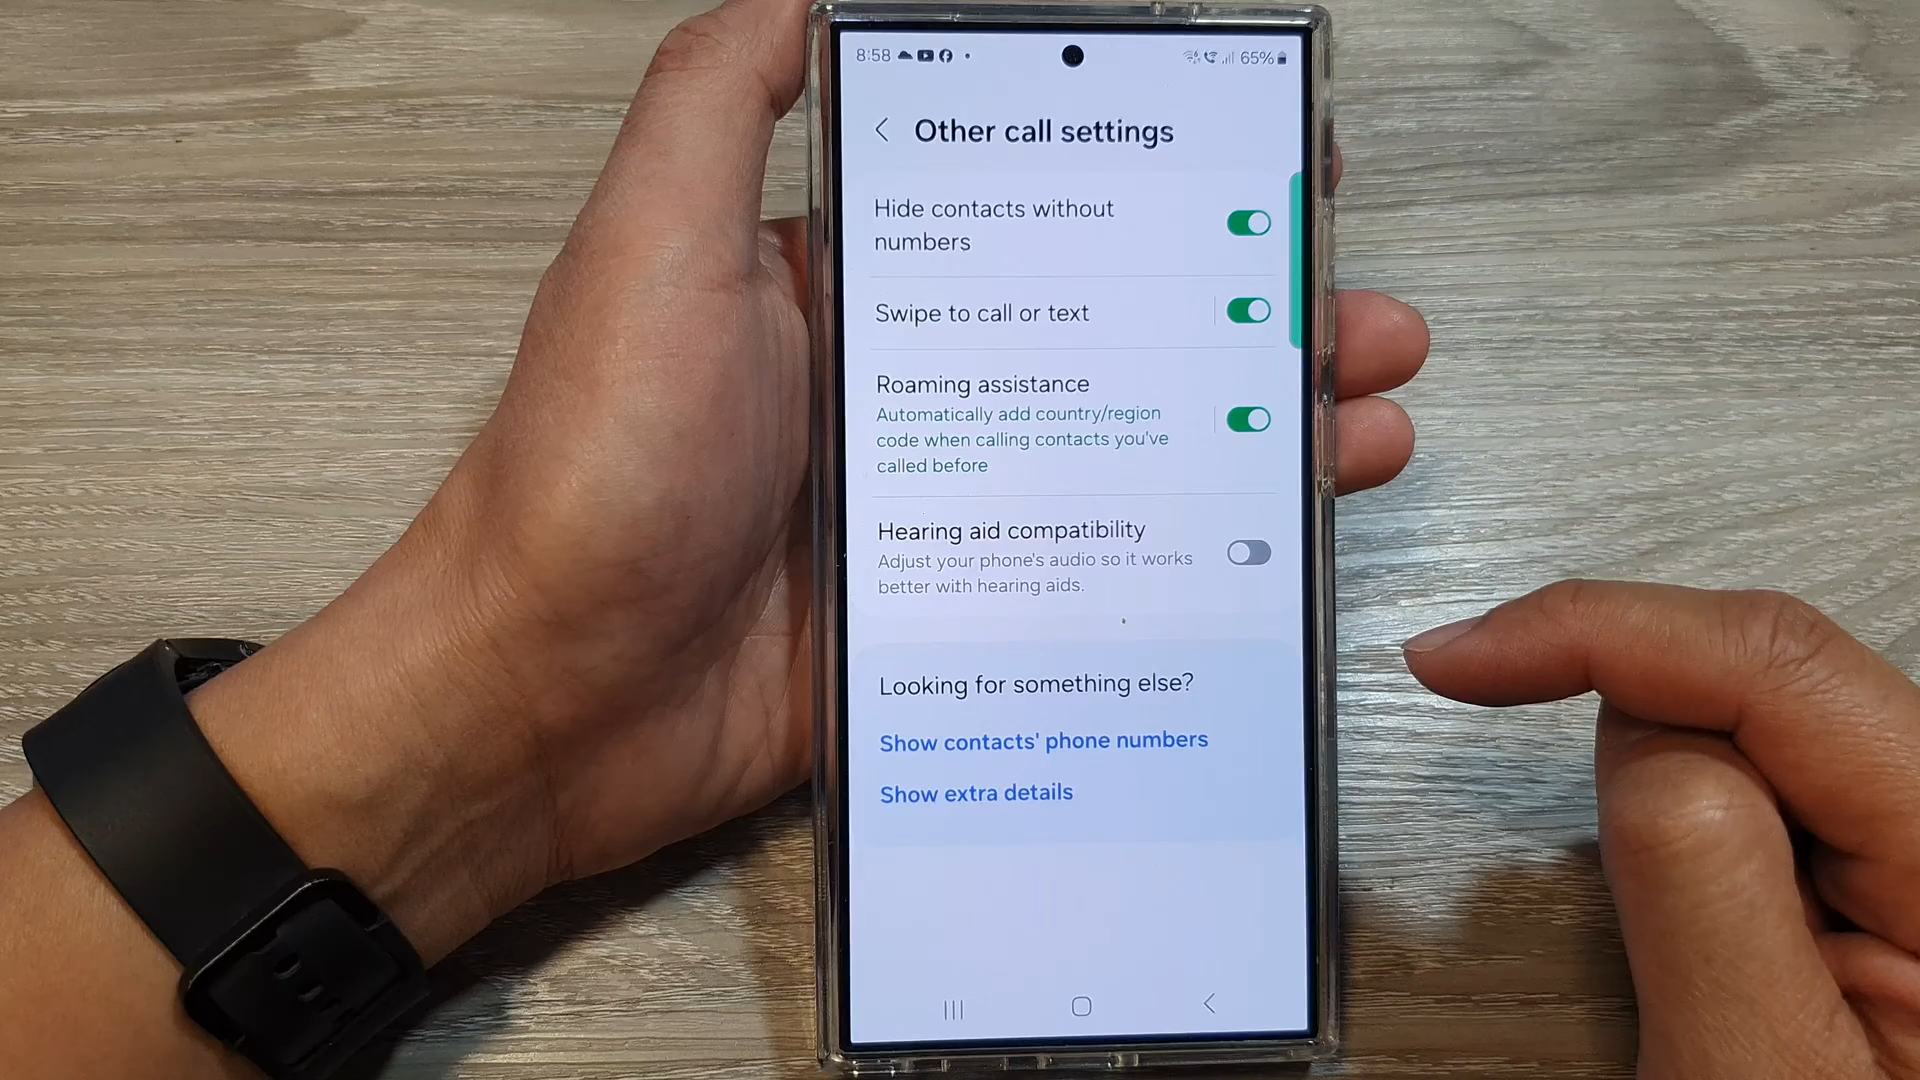 8:58
65%
Other call settings
Hide contacts without
numbers
Swipe to call or text
Roaming assistance
Automatically add country/region
code when calling contacts you've
called before
Hearing aid compatibility
Adjust your phone's audio so it works
better with hearing aids.
Looking for something else?
Show contacts' phone numbers
Show extra details